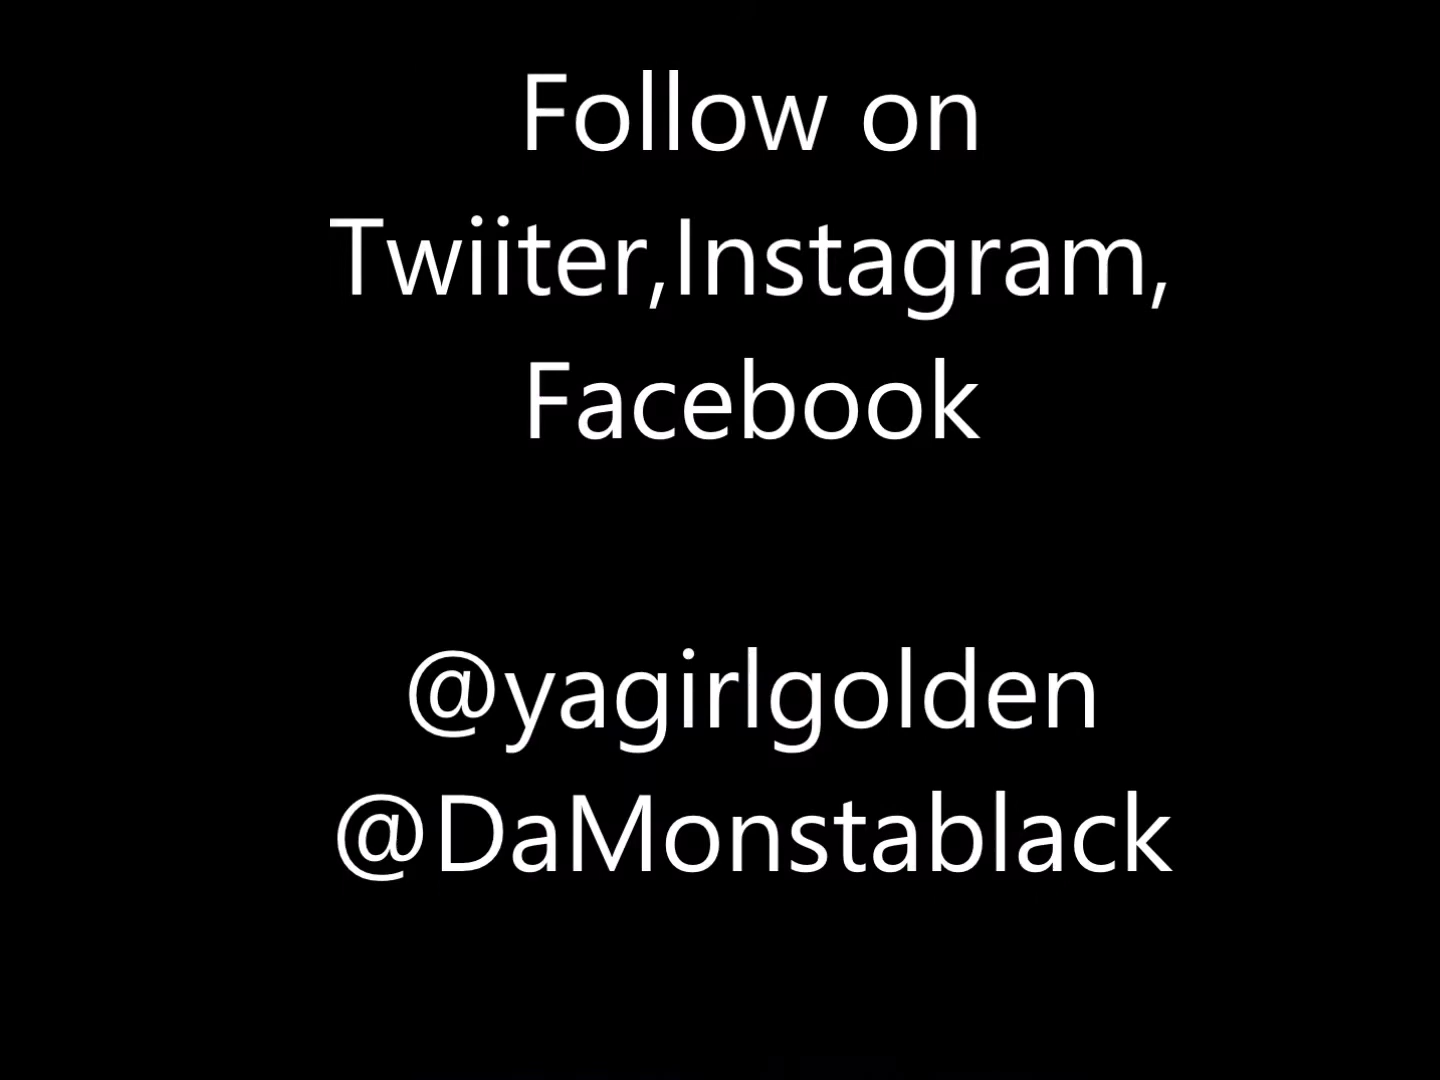 Follow on
Twiiter,Instagram,
Facebook
@yagirlgolden
@DaMonstablack